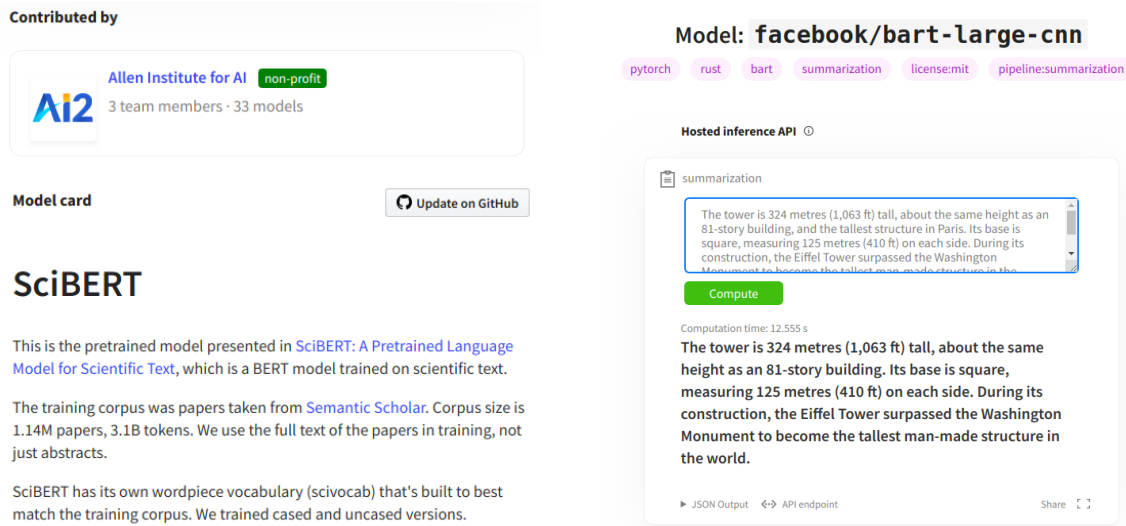 Contributed by
Ai2
Allen Institute for AI non-profit
3 team members · 33 models
Model card
Update on GitHub
SciBERT
This is the pretrained model presented in SciBERT: A Pretrained Language
Model for Scientific Text, which is a BERT model trained on scientific text.
The training corpus was papers taken from Semantic Scholar. Corpus size is
1.14M papers, 3.1B tokens. We use the full text of the papers in training, not
just abstracts.
SciBERT has its own wordpiece vocabulary (scivocab) that's built to best
match the training corpus. We trained cased and uncased versions.
Model: facebook/bart-large-cnn
pytorch rust bart summarization license:mit pipeline:summarization
Hosted inference API
summarization
The tower is 324 metres (1,063 ft) tall, about the same height as an
81-story building, and the tallest structure in Paris. Its base is
square, measuring 125 metres (410 ft) on each side. During its
construction, the Eiffel Tower surpassed the Washington
Monument to become the tallest man-made structure in the
Compute
Computation time: 12.555 s
The tower is 324 metres (1,063 ft) tall, about the same
height as an 81-story building. Its base is square,
measuring 125 metres (410 ft) on each side. During its
construction, the Eiffel Tower surpassed the Washington
Monument to become the tallest man-made structure in
the world.
JSON Output API endpoint Share